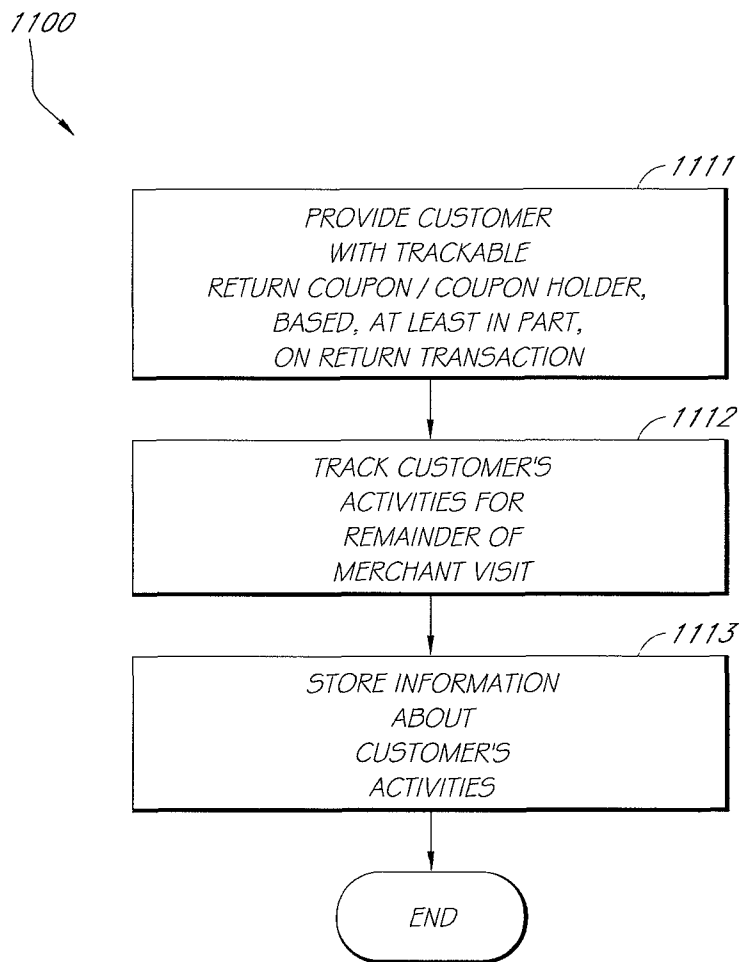 1100
1111
PROVIDE CUSTOMER
WITH TRACKABLE
RETURN COUPON / COUPON HOLDER,
BASED, AT LEAST IN PART,
ON RETURN TRANSACTION
1112
TRACK CUSTOMER'S
ACTIVITIES FOR
REMAINDER OF
MERCHANT VISIT
1113
STORE INFORMATION
ABOUT
CUSTOMER'S
ACTIVITIES
END